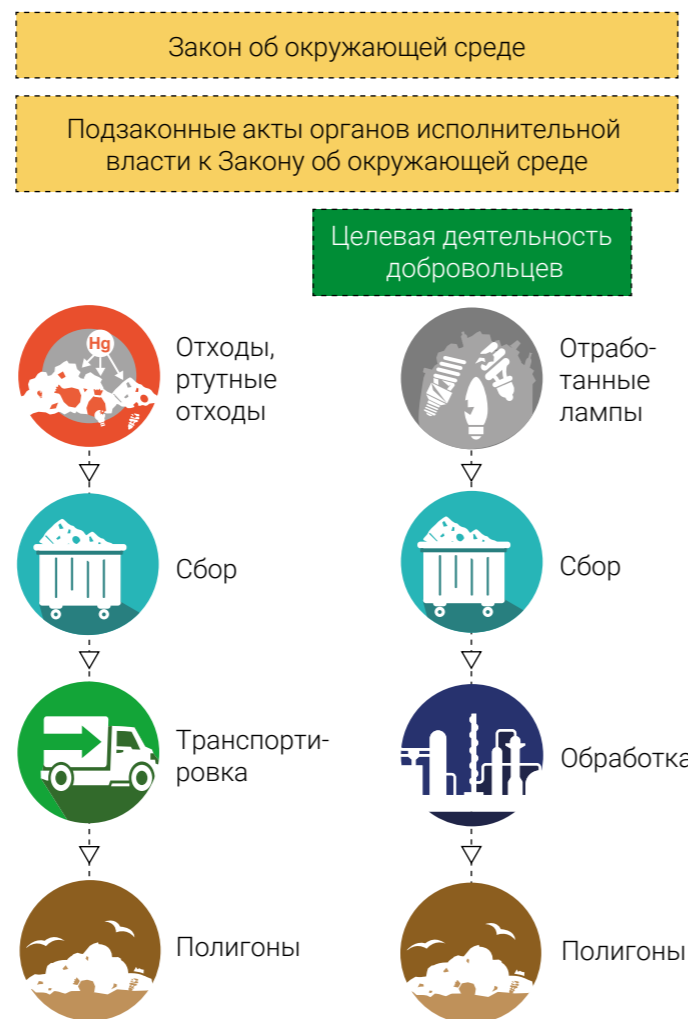 Закон об окружающей среде
Подзаконные акты органов исполнительной
власти к Закону об окружающей среде
Целевая деятельность
добровольцев
Hg
Отходы,
ртутные
отходы
Отрабо-
танные
лампы
Сбор
Сбор
Транспорти-
ровка
Обработка
Полигоны
Полигоны